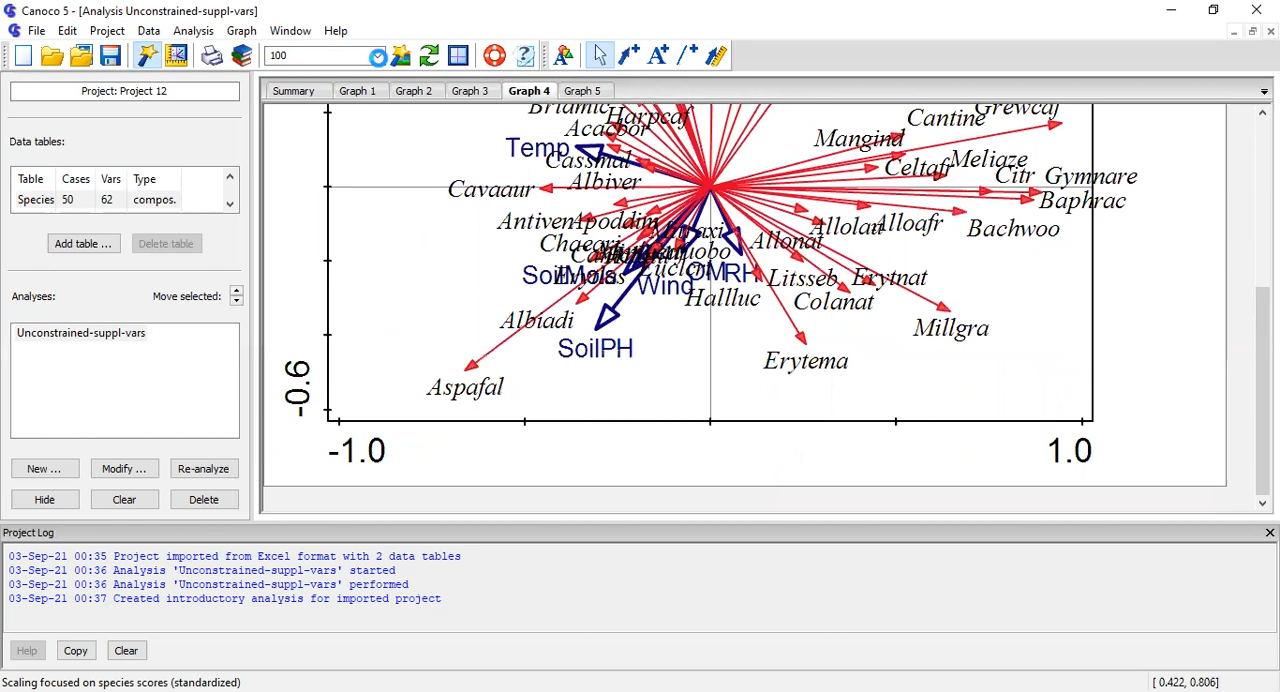 Canoco 5 - [Analysis Unconstrained-suppl-vars]
File Edit Project Data Analysis Graph Window Help
100
Project: Project 12
Data tables:
Table Cases Vars Type
Species 50 62 compos.
Add table ... Delete table
Analyses: Move selected:
Unconstrained-suppl-vars
New ... Modify ... Re-analyze
Hide Clear Delete
Summary Graph 1 Graph 2 Graph 3 Graph 4 Graph 5
Briamic Grewcaf
Harpcaf Cantine
Acacbor Mangind
Temp Cassmal Celtafr Meliaze
Albiver Citr Gymnare
Cavaaur Baphrac
Antiven Apoddim Allolan Alloafr Bachwoo
Chaeari Allonat
SoilMois Euclcri OMRH Litsseb Erytnat
Wind Hallluc Colanat
Albiadi Millgra
SoilPH Erytema
Aspafal
-0.6
-1.0 1.0
Project Log
03-Sep-21 00:35 Project imported from Excel format with 2 data tables
03-Sep-21 00:36 Analysis 'Unconstrained-suppl-vars' started
03-Sep-21 00:36 Analysis 'Unconstrained-suppl-vars' performed
03-Sep-21 00:37 Created introductory analysis for imported project
Help Copy Clear
Scaling focused on species scores (standardized) [ 0.422, 0.806]